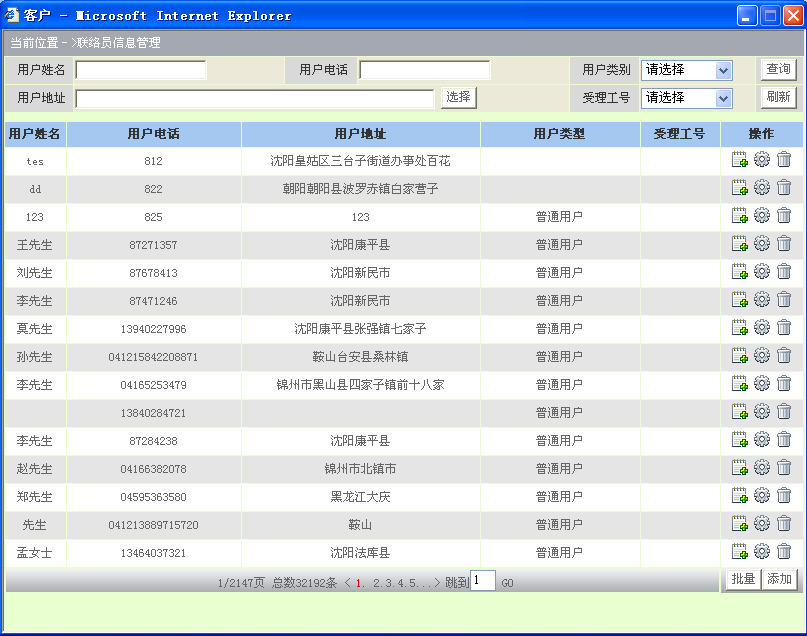 客户 - Microsoft Internet Explorer
当前位置－>联络员信息管理
用户姓名 用户电话 用户类别 请选择 查询
用户地址 选择 受理工号 请选择 刷新
用户姓名 用户电话 用户地址 用户类型 受理工号 操作
tes 812 沈阳皇姑区三台子街道办事处百花
dd 822 朝阳朝阳县波罗赤镇白家营子
123 825 123 普通用户
王先生 87271357 沈阳康平县 普通用户
刘先生 87678413 沈阳新民市 普通用户
李先生 87471246 沈阳新民市 普通用户
莫先生 13940227996 沈阳康平县张强镇七家子 普通用户
孙先生 041215842208871 鞍山台安县桑林镇 普通用户
李先生 04165253479 锦州市黑山县四家子镇前十八家 普通用户
13840284721 普通用户
李先生 87284238 沈阳康平县 普通用户
赵先生 04166382078 锦州市北镇市 普通用户
郑先生 04595363580 黑龙江大庆 普通用户
先生 041213889715720 鞍山 普通用户
孟女士 13464037321 沈阳法库县 普通用户
1/2147页 总数32192条 < 1. 2.3.4.5...> 跳到 1 GO 批量 添加